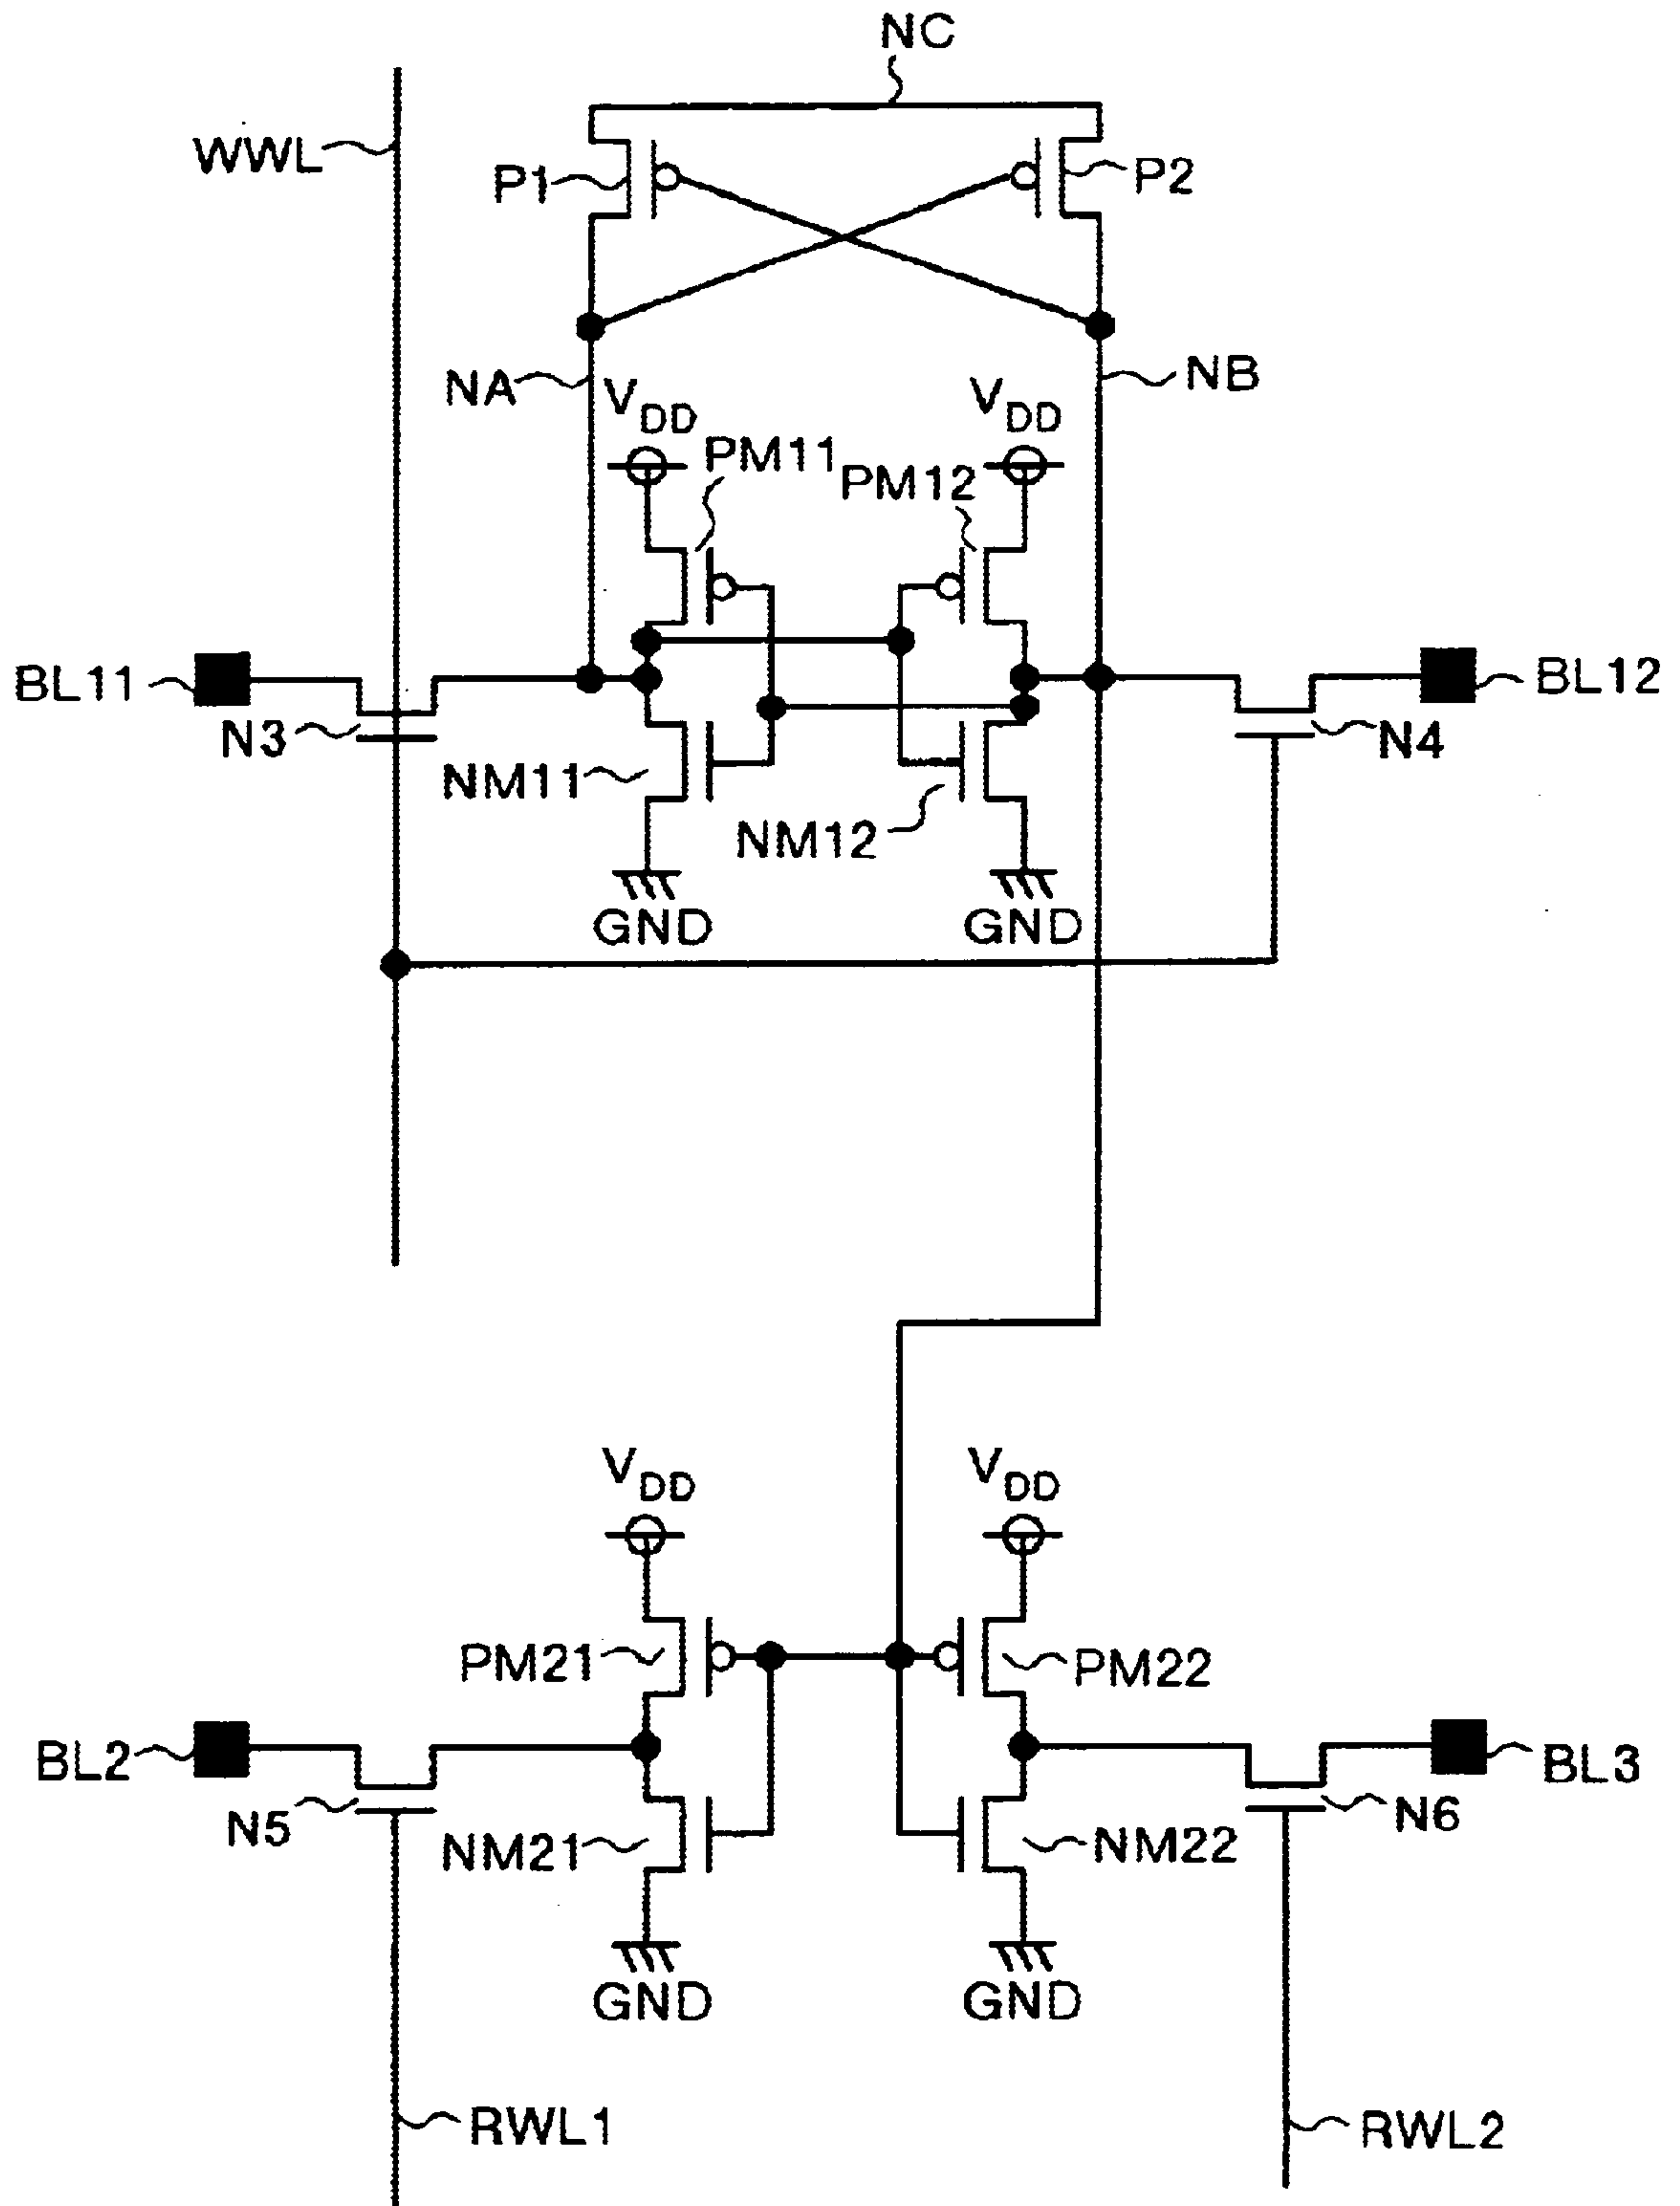 NC
WWL
P1
P2
NA
NB
VDD
VDD
PM11
PM12
BL11
BL12
N3
N4
NM11
NM12
GND
GND
VDD
VDD
PM21
PM22
BL2
BL3
N5
N6
NM21
NM22
GND
GND
RWL1
RWL2